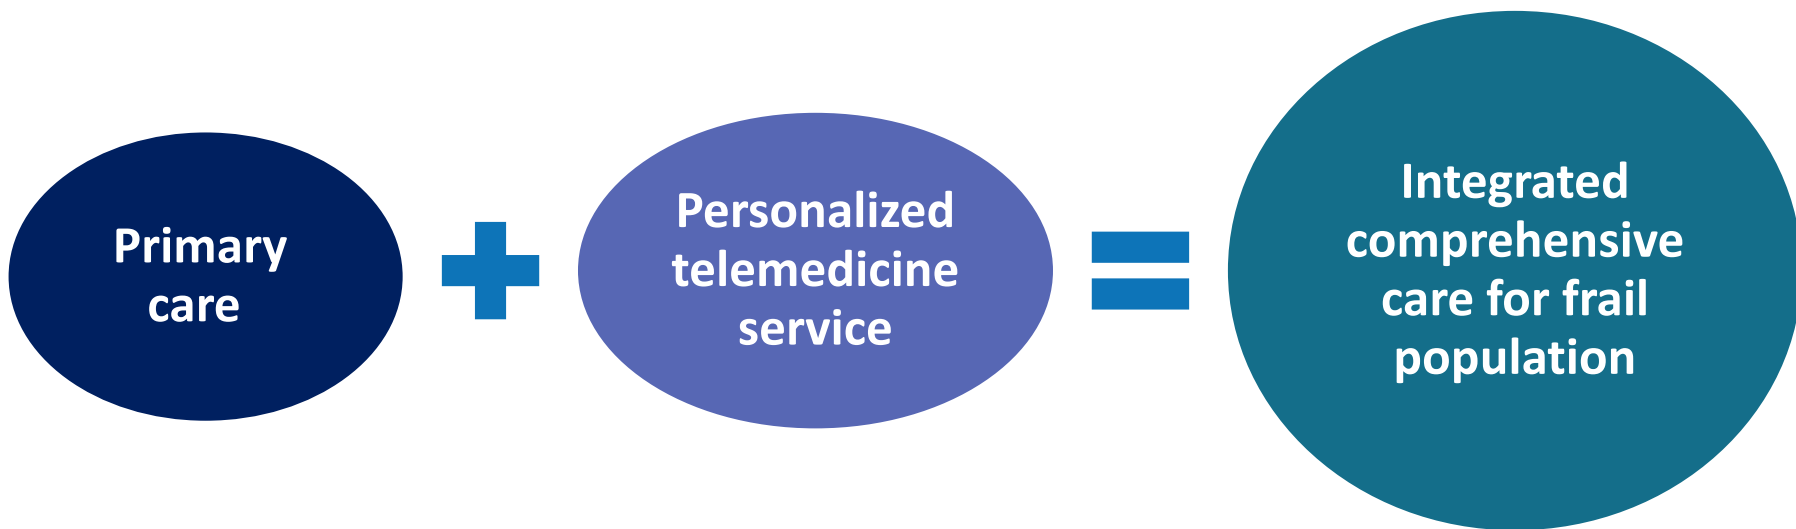 Primary
care
Personalized
telemedicine
service
Integrated
comprehensive
care for frail
population